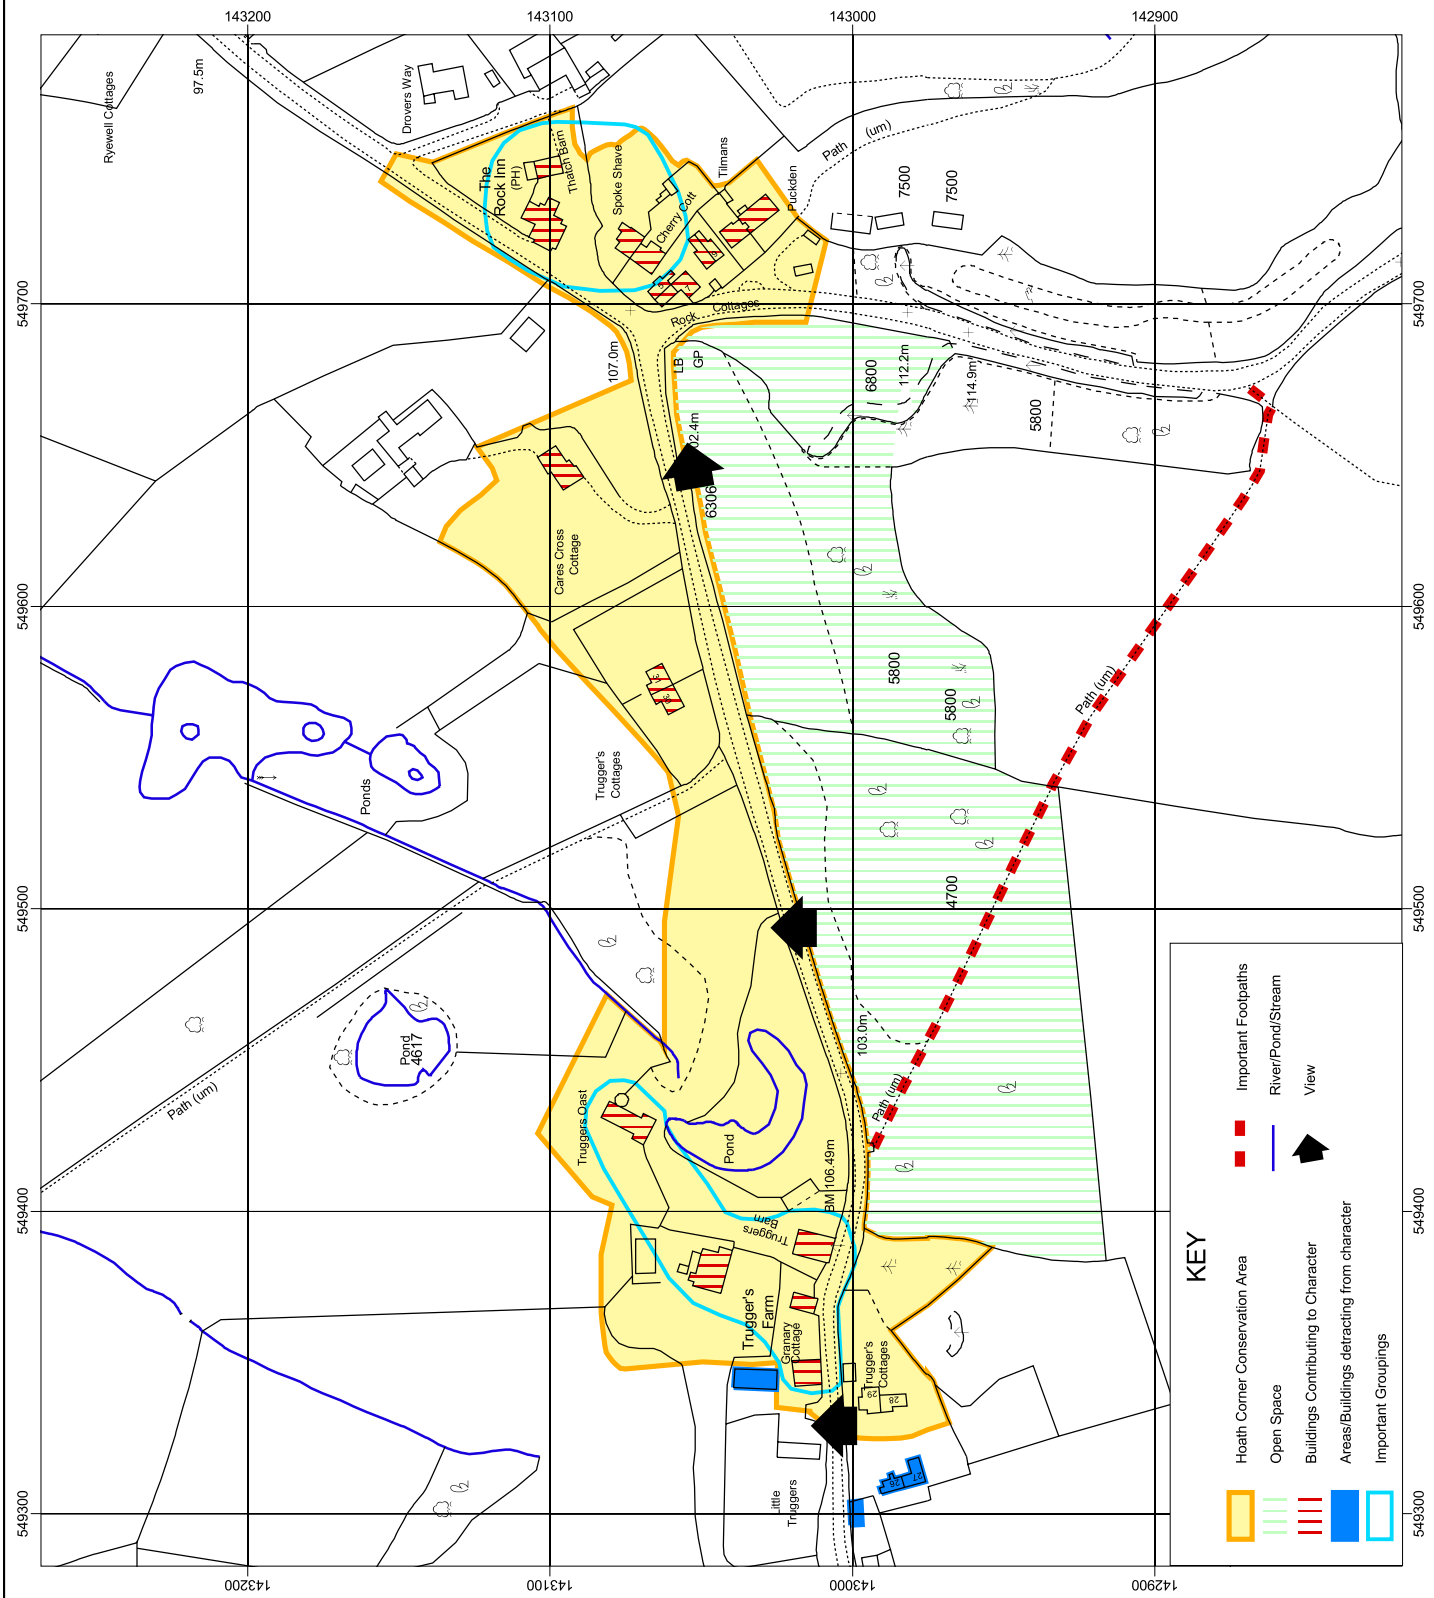 143200
143100
143000
142900
Ryewell Cottages
97.5m
Drovers Way
The
Rock Inn
(PH)
Thatch Barn
Spoke Shave
Cherry Cott
Tilmans
Puckden
Path
(um)
7500
7500
549700
549700
Rock
Cottages
107.0m
LB
GP
6800
112.2m
114.9m
5800
02.4m
6306
Cares Cross
Cottage
549600
549600
5800
5800
Path (um)
31
30
Trugger's
Cottages
Ponds
549500
549500
4700
Pond
4617
Path (um)
103.0m
Path (um)
Truggers Oast
Pond
BM 106.49m
549400
549400
Truggers
Barn
Trugger's
Farm
Granary
Cottage
Trugger's
Cottages
29
28
Little
Truggers
26
27
549300
549300
KEY
Hoath Corner Conservation Area
Open Space
Buildings Contributing to Character
Areas/Buildings detracting from character
Important Groupings
Important Footpaths
River/Pond/Stream
View
143200
143100
143000
142900